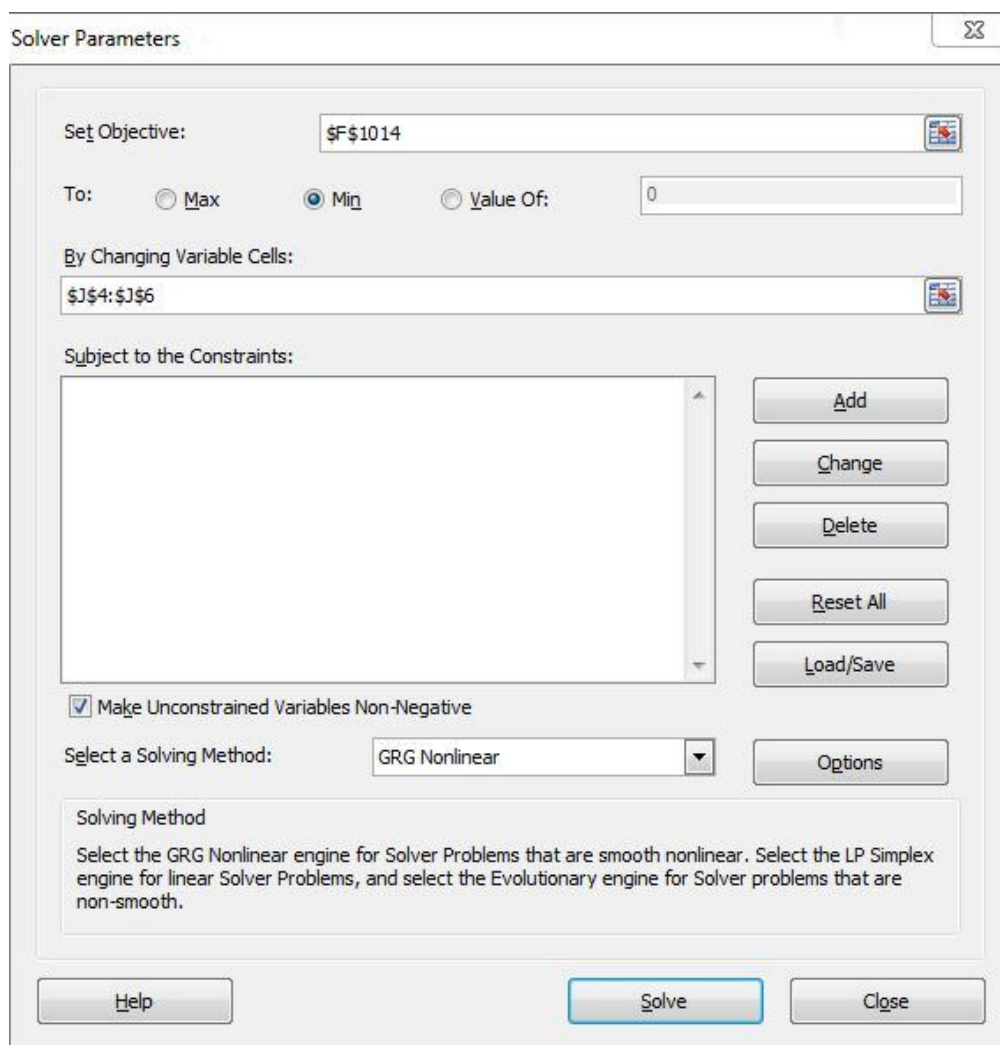 Solver Parameters
Set Objective:
$F$1014
To:
Max
Min
Value Of:
0
By Changing Variable Cells:
$J$4:$J$6
Subject to the Constraints:
Add
Change
Delete
Reset All
Load/Save
Make Unconstrained Variables Non-Negative
Select a Solving Method:
GRG Nonlinear
Options
Solving Method
Select the GRG Nonlinear engine for Solver Problems that are smooth nonlinear. Select the LP Simplex
engine for linear Solver Problems, and select the Evolutionary engine for Solver problems that are
non-smooth.
Help
Solve
Close